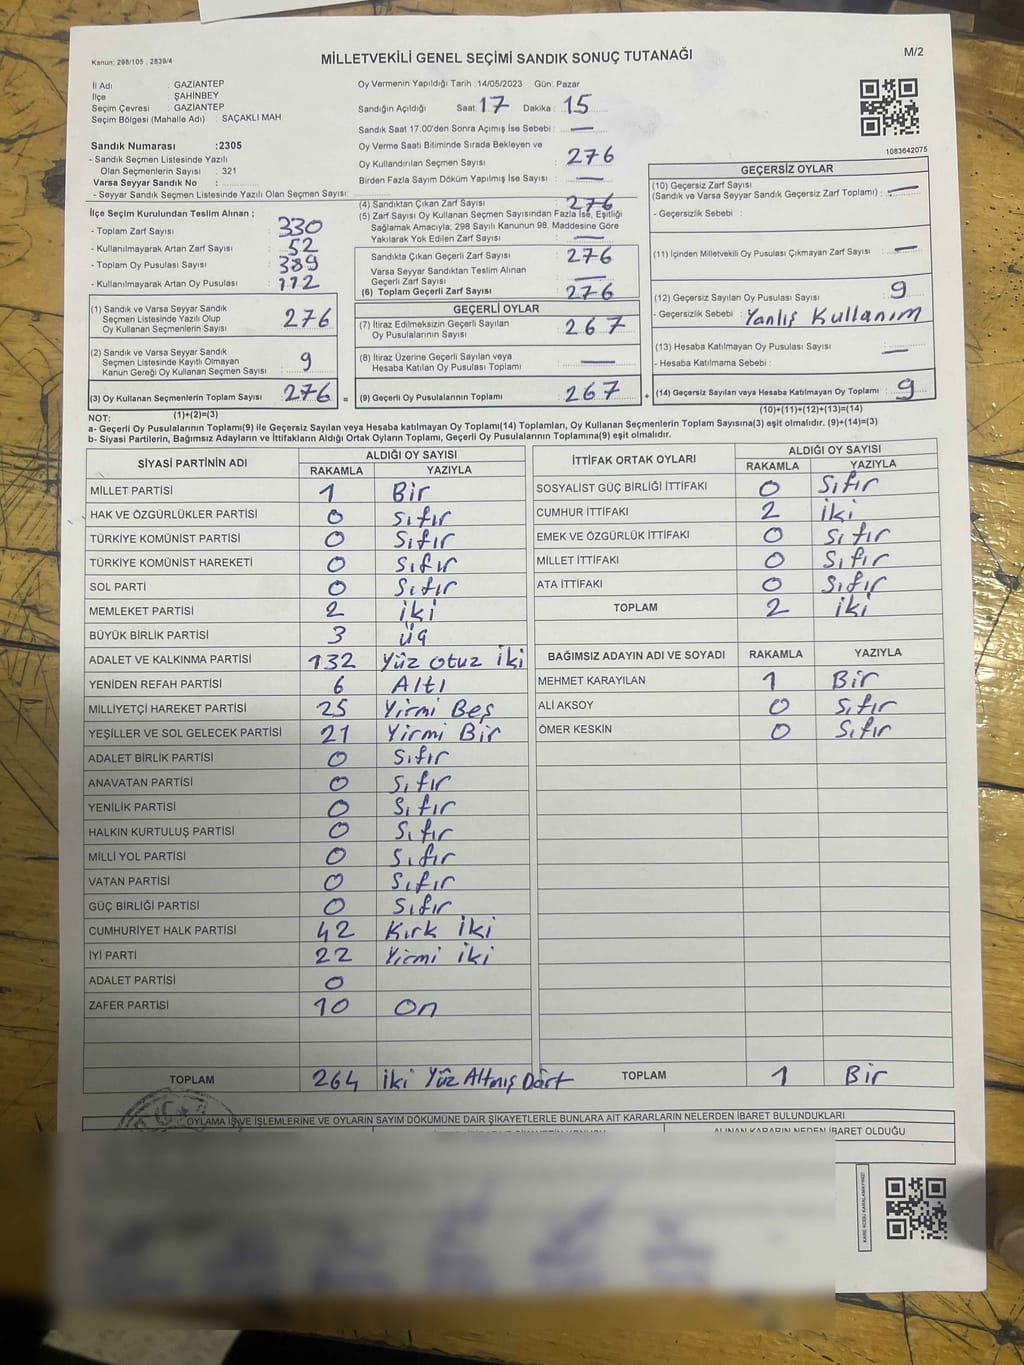 Kanun: 298/105 , 2839/4
MİLLETVEKİLİ GENEL SEÇİMİ SANDIK SONUÇ TUTANAĞI
M/2
İl Adı : GAZİANTEP
İlçe ŞAHİNBEY
Seçim Çevresi : GAZİANTEP
Seçim Bölgesi (Mahalle Adı) : SAÇAKLI MAH
Sandık Numarası :2305
- Sandık Seçmen Listesinde Yazılı
Olan Seçmenlerin Sayısı : 321
Varsa Seyyar Sandık No :
- Seyyar Sandık Seçmen Listesinde Yazılı Olan Seçmen Sayısı:
Oy Vermenin Yapıldığı Tarih :14/05/2023 Gün: Pazar
Sandığın Açıldığı Saat: 17 Dakika : 15
Sandık Saat 17:00'den Sonra Açımış İse Sebebi : —
Oy Verme Saati Bitiminde Sırada Bekleyen ve
Oy Kullandırılan Seçmen Sayısı : 276
Birden Fazla Sayım Döküm Yapılmış İse Sayısı : —
1083642075
İlçe Seçim Kurulundan Teslim Alınan ;
- Toplam Zarf Sayısı : 330
- Kullanılmayarak Artan Zarf Sayısı : 52
- Toplam Oy Pusulası Sayısı : 389
- Kullanılmayarak Artan Oy Pusulası : 112
(4) Sandıktan Çıkan Zarf Sayısı : 276
(5) Zarf Sayısı Oy Kullanan Seçmen Sayısından Fazla İse, Eşitliği
Sağlamak Amacıyla; 298 Sayılı Kanunun 98. Maddesine Göre
Yakılarak Yok Edilen Zarf Sayısı : —
Sandıkta Çıkan Geçerli Zarf Sayısı : 276
Varsa Seyyar Sandıktan Teslim Alınan
Geçerli Zarf Sayısı : —
(6) Toplam Geçerli Zarf Sayısı : 276
GEÇERSİZ OYLAR
(10) Geçersiz Zarf Sayısı
(Sandık ve Varsa Seyyar Sandık Geçersiz Zarf Toplamı) : —
- Geçersizlik Sebebi :
(11) İçinden Milletvekili Oy Pusulası Çıkmayan Zarf Sayısı : —
(12) Geçersiz Sayılan Oy Pusulası Sayısı : 9
- Geçersizlik Sebebi : Yanlış Kullanım
(13) Hesaba Katılmayan Oy Pusulası Sayısı : —
- Hesaba Katılmama Sebebi :
(14) Geçersiz Sayılan veya Hesaba Katılmayan Oy Toplamı : 9
(10)+(11)+(12)+(13)=(14)
(1) Sandık ve Varsa Seyyar Sandık
Seçmen Listesinde Yazılı Olup
Oy Kullanan Seçmenlerin Sayısı : 276
(2) Sandık ve Varsa Seyyar Sandık
Seçmen Listesinde Kayıtlı Olmayan
Kanun Gereği Oy Kullanan Seçmen Sayısı : 9
(3) Oy Kullanan Seçmenlerin Toplam Sayısı : 276 =
(1)+(2)=(3)
GEÇERLİ OYLAR
(7) İtiraz Edilmeksizin Geçerli Sayılan
Oy Pusulalarının Sayısı : 267
(8) İtiraz Üzerine Geçerli Sayılan veya
Hesaba Katılan Oy Pusulası Toplamı : —
(9) Geçerli Oy Pusulalarının Toplamı : 267 +
NOT:
a- Geçerli Oy Pusulalarının Toplamı(9) ile Geçersiz Sayılan veya Hesaba katılmayan Oy Toplamı(14) Toplamları, Oy Kullanan Seçmenlerin Toplam Sayısına(3) eşit olmalıdır. (9)+(14)=(3)
b- Siyasi Partilerin, Bağımsız Adayların ve İttifakların Aldığı Ortak Oyların Toplamı, Geçerli Oy Pusulalarının Toplamına(9) eşit olmalıdır.
SİYASİ PARTİNİN ADI ALDIĞI OY SAYISI
RAKAMLA YAZIYLA
MİLLET PARTİSİ 1 Bir
HAK VE ÖZGÜRLÜKLER PARTİSİ 0 Sıfır
TÜRKİYE KOMÜNİST PARTİSİ 0 Sıfır
TÜRKİYE KOMÜNİST HAREKETİ 0 Sıfır
SOL PARTİ 0 Sıfır
MEMLEKET PARTİSİ 2 iki
BÜYÜK BİRLİK PARTİSİ 3 üç
ADALET VE KALKINMA PARTİSİ 132 Yüz otuz iki
YENİDEN REFAH PARTİSİ 6 Altı
MİLLİYETÇİ HAREKET PARTİSİ 25 Yirmi Beş
YEŞİLLER VE SOL GELECEK PARTİSİ 21 Yirmi Bir
ADALET BİRLİK PARTİSİ 0 Sıfır
ANAVATAN PARTİSİ 0 Sıfır
YENİLİK PARTİSİ 0 Sıfır
HALKIN KURTULUŞ PARTİSİ 0 Sıfır
MİLLİ YOL PARTİSİ 0 Sıfır
VATAN PARTİSİ 0 Sıfır
GÜÇ BİRLİĞİ PARTİSİ 0 Sıfır
CUMHURİYET HALK PARTİSİ 42 Kırk iki
İYİ PARTİ 22 Yirmi iki
ADALET PARTİSİ 0
ZAFER PARTİSİ 10 On
TOPLAM 264 iki Yüz Altmış Dört
İTTİFAK ORTAK OYLARI ALDIĞI OY SAYISI
RAKAMLA YAZIYLA
SOSYALİST GÜÇ BİRLİĞİ İTTİFAKI 0 Sıfır
CUMHUR İTTİFAKI 2 iki
EMEK VE ÖZGÜRLÜK İTTİFAKI 0 Sıfır
MİLLET İTTİFAKI 0 Sıfır
ATA İTTİFAKI 0 Sıfır
TOPLAM 2 iki
BAĞIMSIZ ADAYIN ADI VE SOYADI RAKAMLA YAZIYLA
MEHMET KARAYILAN 1 Bir
ALİ AKSOY 0 Sıfır
ÖMER KESKİN 0 Sıfır
TOPLAM 1 Bir
OYLAMA İŞ VE İŞLEMLERİNE VE OYLARIN SAYIM DÖKÜMÜNE DAİR ŞİKAYETLERLE BUNLARA AİT KARARLARIN NELERDEN İBARET BULUNDUKLARI
ALINAN KARARIN NEDEN İBARET OLDUĞU
KARE KODU KARALAMAYINIZ!